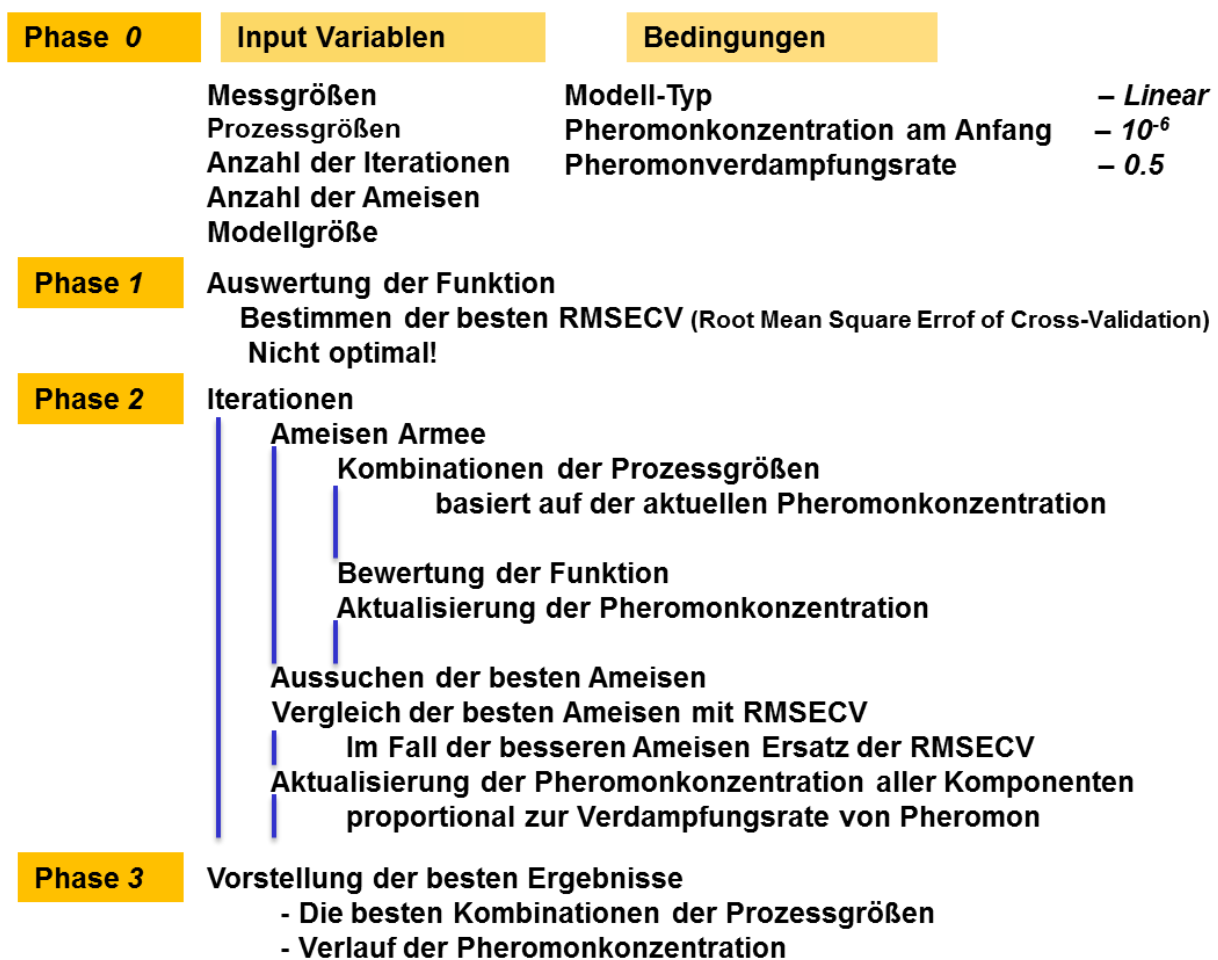 Phase 0 Input Variablen Bedingungen
Messgrößen Modell-Typ – Linear
Prozessgrößen Pheromonkonzentration am Anfang – 10⁻⁶
Anzahl der Iterationen Pheromonverdampfungsrate – 0.5
Anzahl der Ameisen
Modellgröße
Phase 1 Auswertung der Funktion
Bestimmen der besten RMSECV (Root Mean Square Errof of Cross-Validation)
Nicht optimal!
Phase 2 Iterationen
Ameisen Armee
Kombinationen der Prozessgrößen
basiert auf der aktuellen Pheromonkonzentration
Bewertung der Funktion
Aktualisierung der Pheromonkonzentration
Aussuchen der besten Ameisen
Vergleich der besten Ameisen mit RMSECV
Im Fall der besseren Ameisen Ersatz der RMSECV
Aktualisierung der Pheromonkonzentration aller Komponenten
proportional zur Verdampfungsrate von Pheromon
Phase 3 Vorstellung der besten Ergebnisse
- Die besten Kombinationen der Prozessgrößen
- Verlauf der Pheromonkonzentration